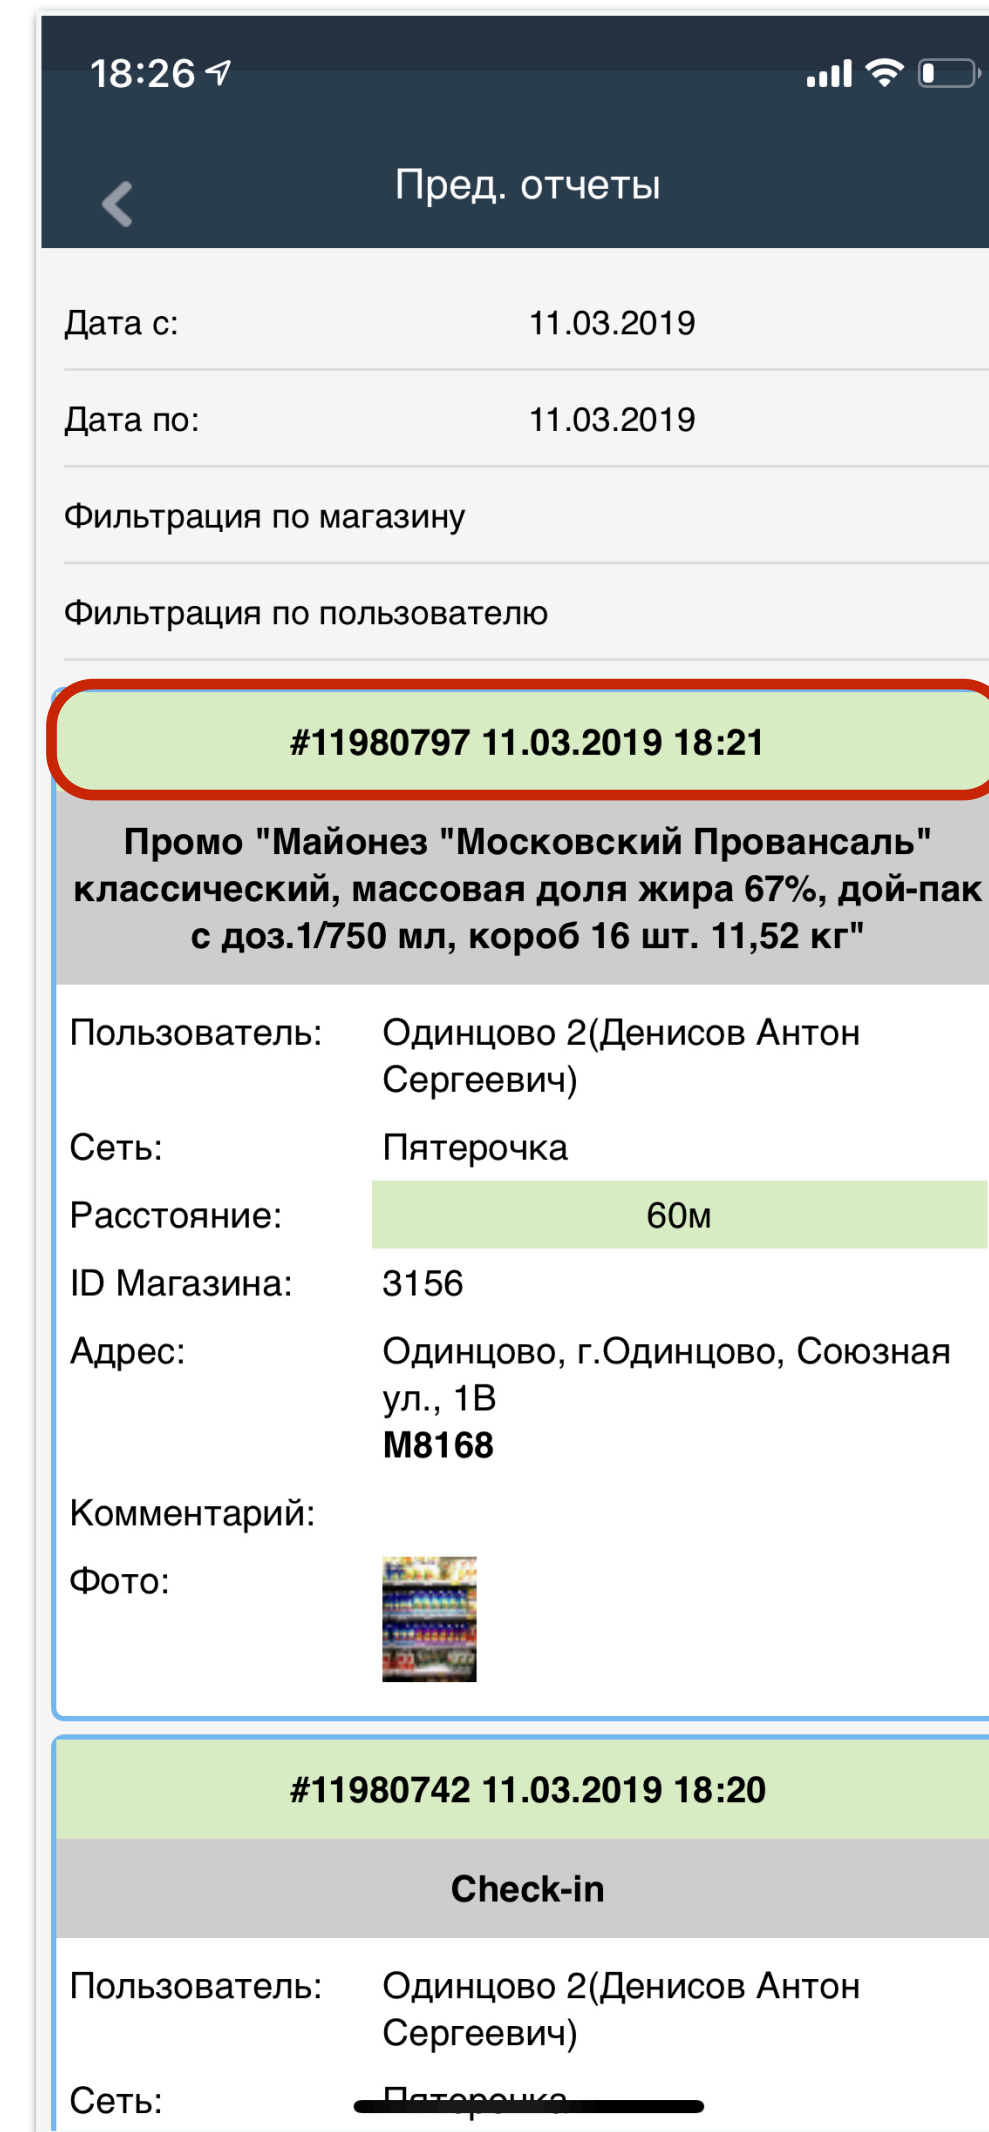 18:26
Пред. отчеты
Дата с: 11.03.2019
Дата по: 11.03.2019
Фильтрация по магазину
Фильтрация по пользователю
#11980797 11.03.2019 18:21
Промо "Майонез "Московский Провансаль"
классический, массовая доля жира 67%, дой-пак
с доз.1/750 мл, короб 16 шт. 11,52 кг"
Пользователь: Одинцово 2(Денисов Антон
Сергеевич)
Сеть: Пятерочка
Расстояние: 60м
ID Магазина: 3156
Адрес: Одинцово, г.Одинцово, Союзная
ул., 1В
М8168
Комментарий:
Фото:
#11980742 11.03.2019 18:20
Check-in
Пользователь: Одинцово 2(Денисов Антон
Сергеевич)
Сеть: Пятерочка